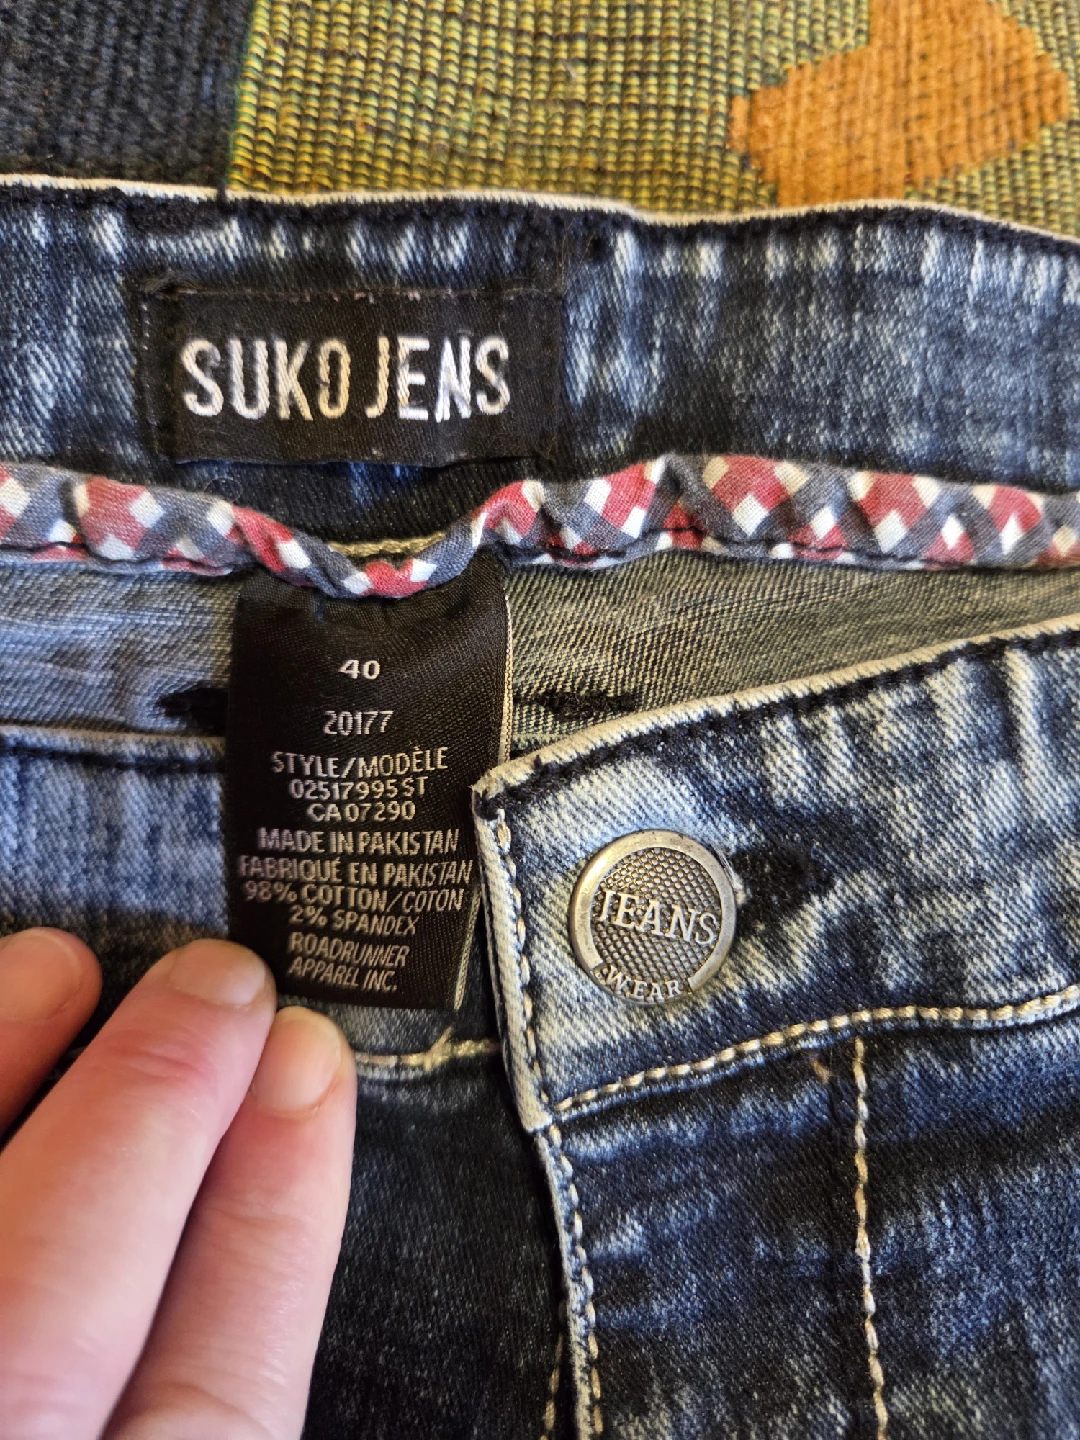 SUKO JENS
40
20177
STYLE/MODÈLE
02517995 ST
CA 07290
MADE IN PAKISTAN
FABRIQUÉ EN PAKISTAN
98% COTTON/COTON
2% SPANDEX
ROADRUNNER
APPAREL INC.
JEANS
WEAR